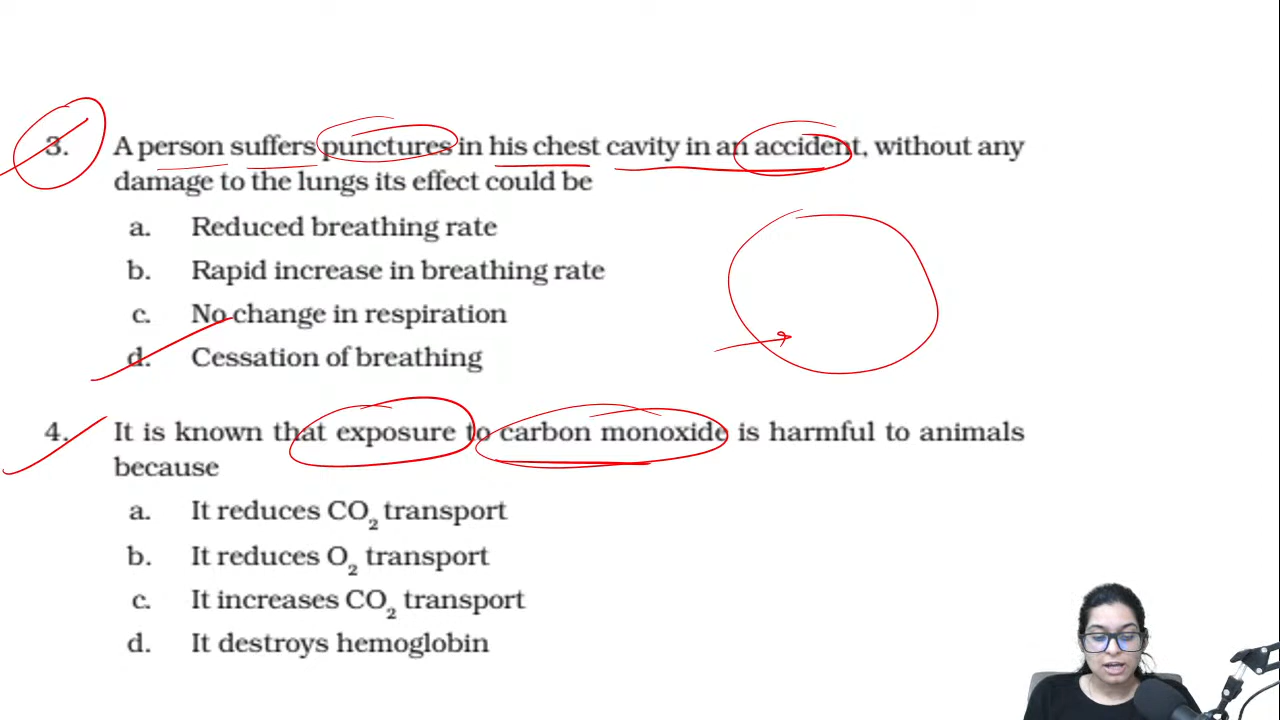 3. A person suffers punctures in his chest cavity in an accident, without any
damage to the lungs its effect could be
a. Reduced breathing rate
b. Rapid increase in breathing rate
c. No change in respiration
d. Cessation of breathing
4. It is known that exposure to carbon monoxide is harmful to animals
because
a. It reduces CO₂ transport
b. It reduces O₂ transport
c. It increases CO₂ transport
d. It destroys hemoglobin